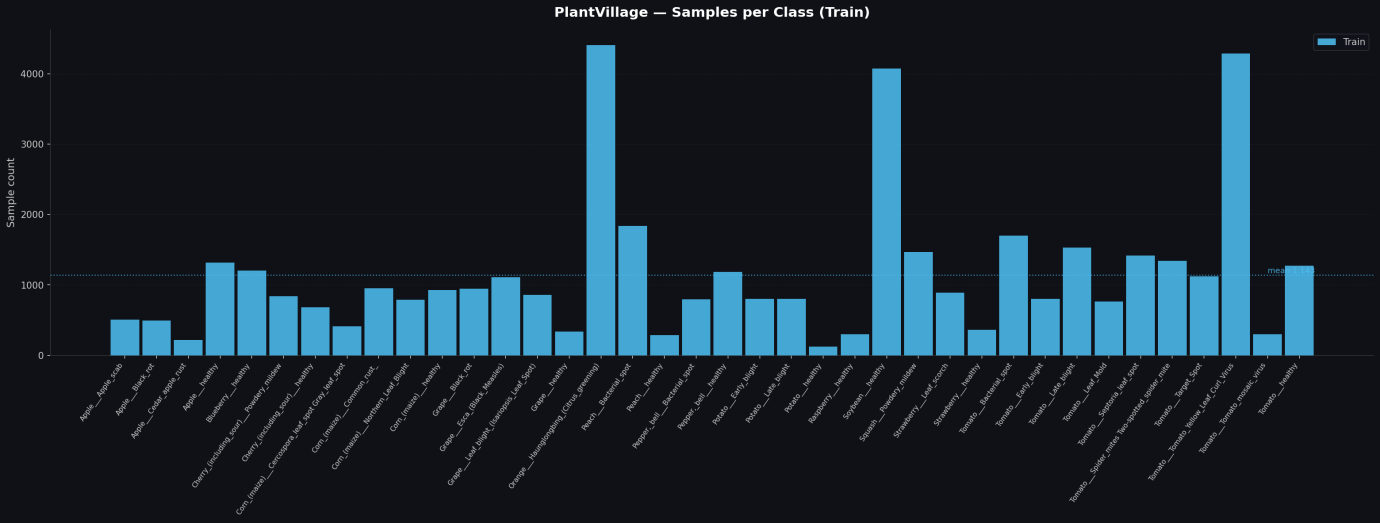 PlantVillage — Samples per Class (Train)
Train
Sample count
4000
3000
2000
1000
0
mean
Apple___Apple_scab
Apple___Black_rot
Apple___Cedar_apple_rust
Apple___healthy
Blueberry___healthy
Cherry_(including_sour)___Powdery_mildew
Cherry_(including_sour)___healthy
Corn_(maize)___Cercospora_leaf_spot Gray_leaf_spot
Corn_(maize)___Common_rust_
Corn_(maize)___Northern_Leaf_Blight
Corn_(maize)___healthy
Grape___Black_rot
Grape___Esca_(Black_Measles)
Grape___Leaf_blight_(Isariopsis_Leaf_Spot)
Grape___healthy
Orange___Haunglongbing_(Citrus_greening)
Peach___Bacterial_spot
Peach___healthy
Pepper,_bell___Bacterial_spot
Pepper,_bell___healthy
Potato___Early_blight
Potato___Late_blight
Potato___healthy
Raspberry___healthy
Soybean___healthy
Squash___Powdery_mildew
Strawberry___Leaf_scorch
Strawberry___healthy
Tomato___Bacterial_spot
Tomato___Early_blight
Tomato___Late_blight
Tomato___Leaf_Mold
Tomato___Septoria_leaf_spot
Tomato___Spider_mites Two-spotted_spider_mite
Tomato___Target_Spot
Tomato___Tomato_Yellow_Leaf_Curl_Virus
Tomato___Tomato_mosaic_virus
Tomato___healthy